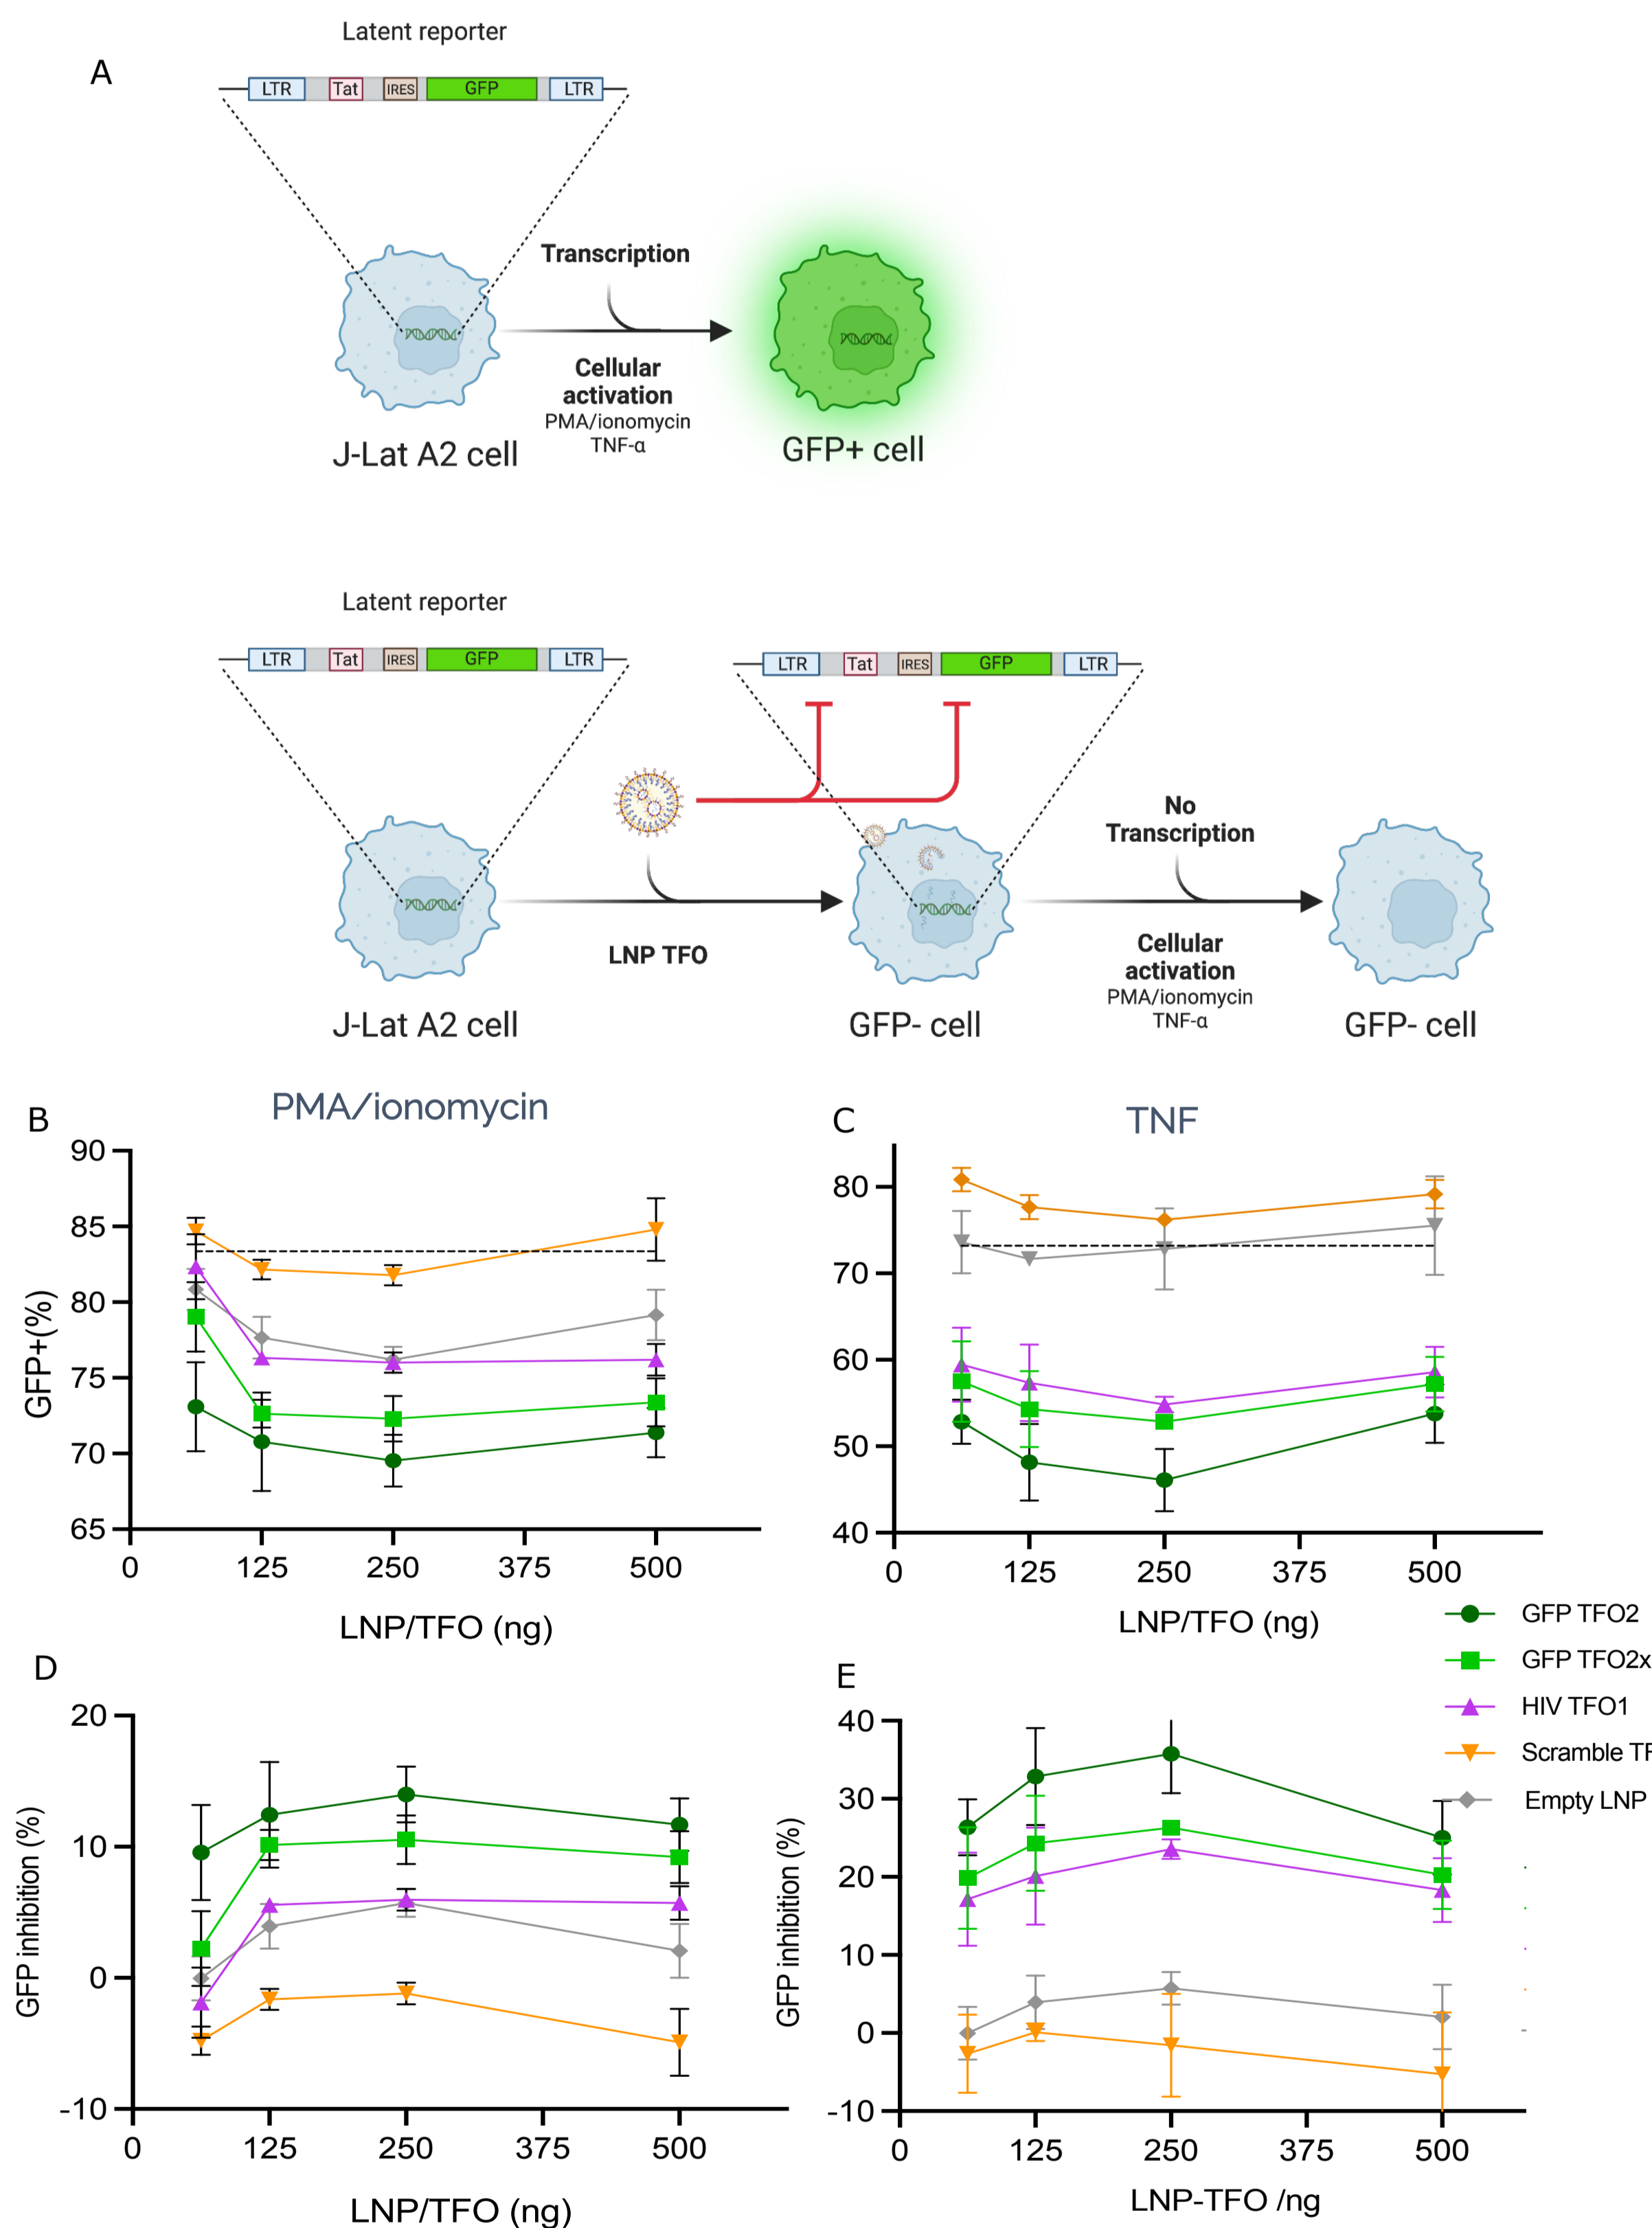 A
Latent reporter
LTR Tat IRES GFP LTR
Transcription
Cellular
activation
PMA/ionomycin
TNF-α
J-Lat A2 cell
GFP+ cell
Latent reporter
LTR Tat IRES GFP LTR
LTR Tat IRES GFP LTR
No
Transcription
LNP TFO
Cellular
activation
PMA/ionomycin
TNF-α
J-Lat A2 cell
GFP- cell
GFP- cell
B
PMA/ionomycin
GFP+(%)
90
85
80
75
70
65
0 125 250 375 500
LNP/TFO (ng)
C
TNF
80
70
60
50
40
0 125 250 375 500
LNP/TFO (ng)
GFP TFO2
GFP TFO2x
HIV TFO1
Scramble TF
Empty LNP
D
GFP inhibition (%)
20
10
0
-10
0 125 250 375 500
LNP/TFO (ng)
E
GFP inhibition (%)
40
30
20
10
0
-10
0 125 250 375 500
LNP-TFO /ng